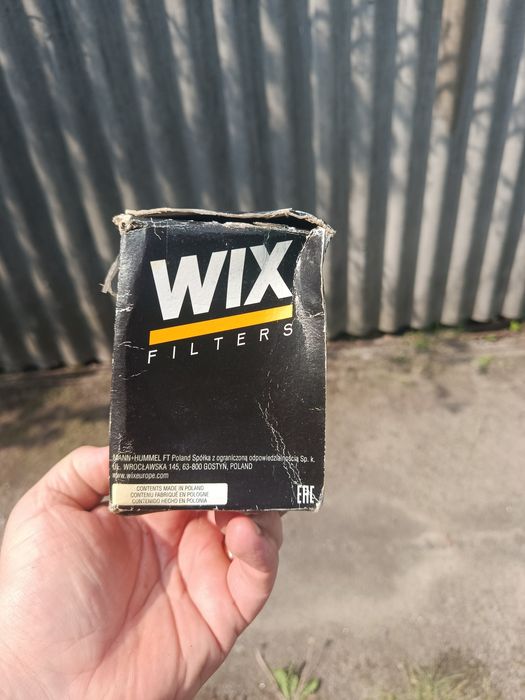 WIX
FILTERS
MANN+HUMMEL FT Poland Spółka z ograniczoną odpowiedzialnością Sp. k.
UL. WROCŁAWSKA 145, 63-800 GOSTYŃ, POLAND
www.wixeurope.com
CONTENTS MADE IN POLAND
CONTENU FABRIQUÉ EN POLOGNE
CONTENIDO HECHO EN POLONIA
EAC